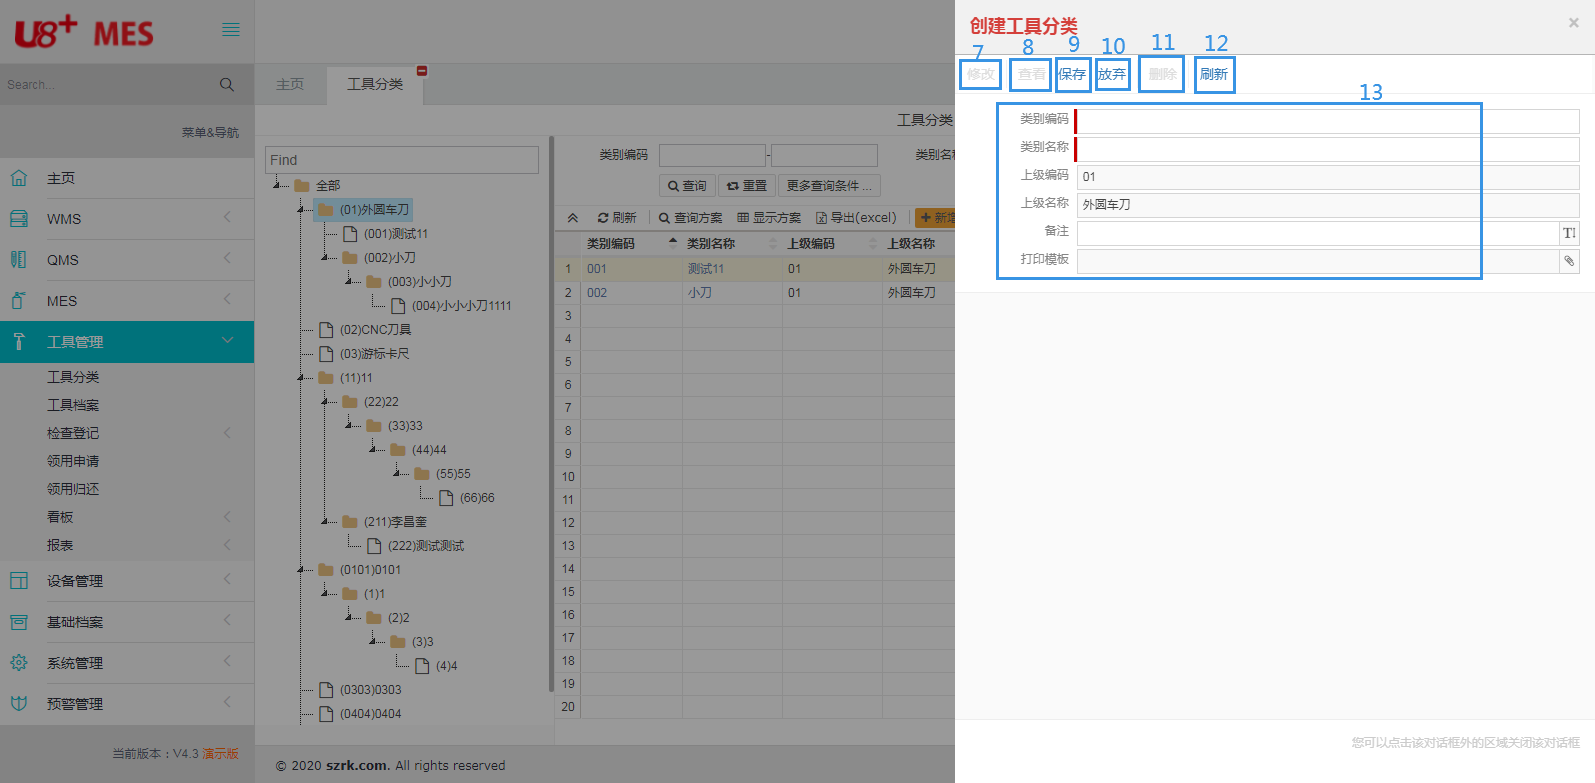 U8+ MES
Search...
菜单&导航
主页
WMS
QMS
MES
工具管理
工具分类
工具档案
检查登记
领用申请
领用归还
看板
报表
设备管理
基础档案
系统管理
预警管理
当前版本：V4.3 演示版
主页
工具分类
工具分类
Find
全部
(01)外圆车刀
(001)测试11
(002)小刀
(003)小小刀
(004)小小小刀1111
(02)CNC刀具
(03)游标卡尺
(11)11
(22)22
(33)33
(44)44
(55)55
(66)66
(211)李昌奎
(222)测试测试
(0101)0101
(1)1
(2)2
(3)3
(4)4
(0303)0303
(0404)0404
类别编码 - 类别名
查询 重置 更多查询条件 ...
刷新 查询方案 显示方案 导出(excel) 新增
类别编码 类别名称 上级编码 上级名称
1 001 测试11 01 外圆车刀
2 002 小刀 01 外圆车刀
3
4
5
6
7
8
9
10
11
12
13
14
15
16
17
18
19
20
© 2020 szrk.com. All rights reserved
创建工具分类 ×
7 8 9 10 11 12
修改 查看 保存 放弃 删除 刷新
13
类别编码
类别名称
上级编码 01
上级名称 外圆车刀
备注
打印模板
您可以点击该对话框外的区域关闭该对话框